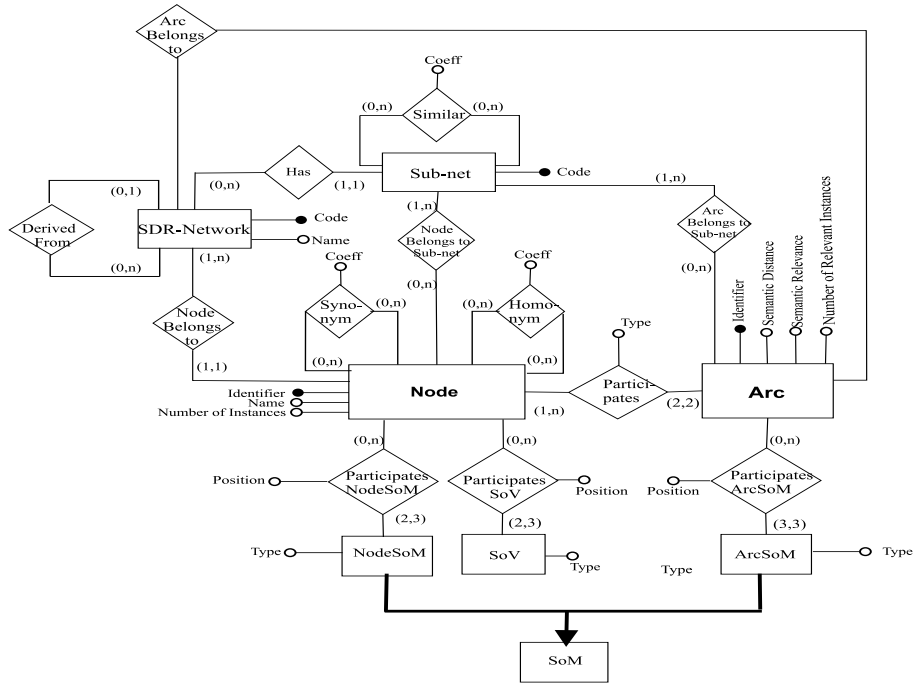 Arc
Belongs
to
Coeff
(0,n)
Similar
(0,n)
Has
(0,n)
(1,1)
Sub-net
Code
(1,n)
(0,1)
Derived
From
(0,n)
SDR-Network
Code
Name
(1,n)
(1,n)
Node
Belongs to
Sub-net
(0,n)
Arc
Belongs to
Sub-net
(0,n)
Identifier
Semantic Distance
Semantic Relevance
Number of Relevant Instances
Node
Belongs
to
(1,1)
Coeff
Syno-
nym
(0,n)
(0,n)
Coeff
(0,n)
Homo-
nym
(0,n)
Type
Partici-
pates
(1,n)
(2,2)
Identifier
Name
Number of Instances
Node
Arc
(0,n)
(0,n)
(0,n)
Position
Participates
NodeSoM
(2,3)
Participates
SoV
Position
(2,3)
Position
Participates
ArcSoM
(3,3)
Type
NodeSoM
SoV
Type
Type
ArcSoM
Type
SoM